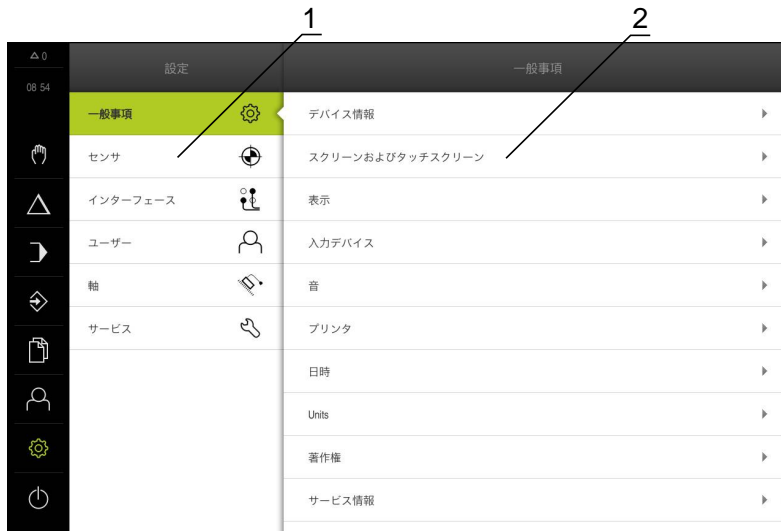 1
2
△ 0
設定
一般事項
08 54
一般事項
デバイス情報
センサ
スクリーンおよびタッチスクリーン
インターフェース
表示
ユーザー
入力デバイス
軸
音
サービス
プリンタ
日時
Units
著作権
サービス情報